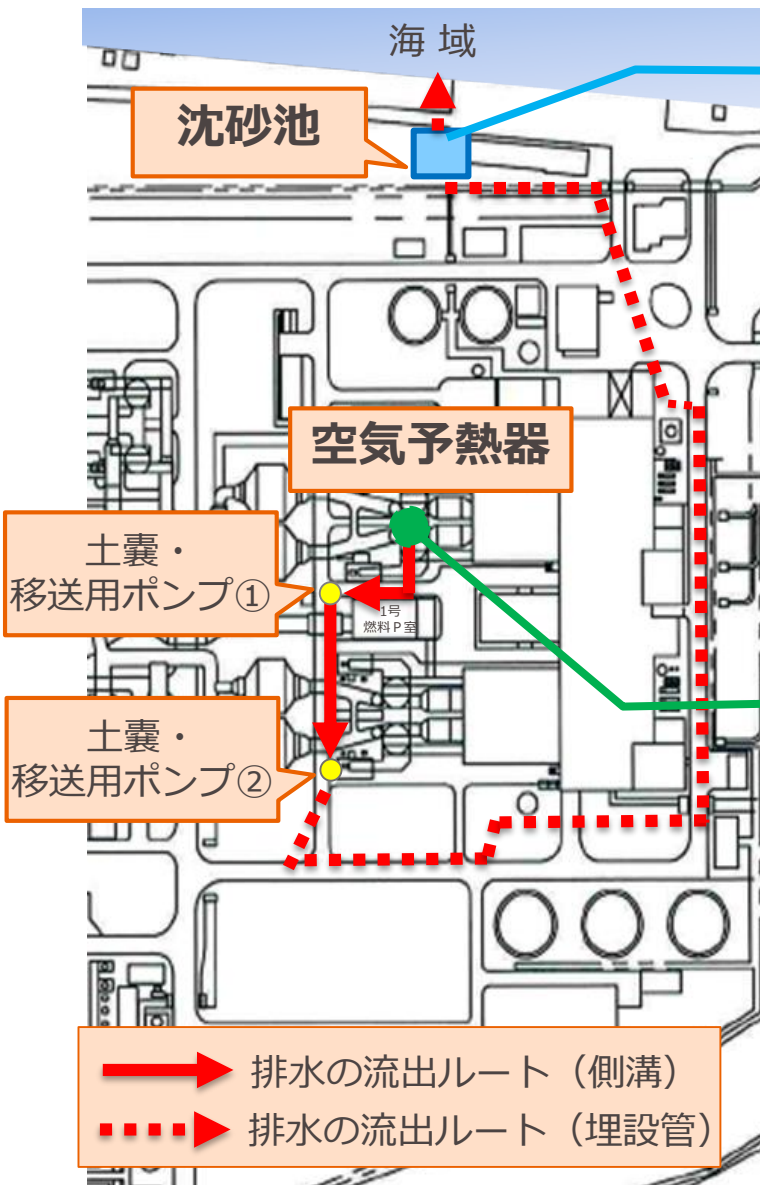 海 域
沈砂池
空気予熱器
土嚢・
移送用ポンプ①
1号
燃料Ｐ室
土嚢・
移送用ポンプ②
排水の流出ルート（側溝）
排水の流出ルート（埋設管）